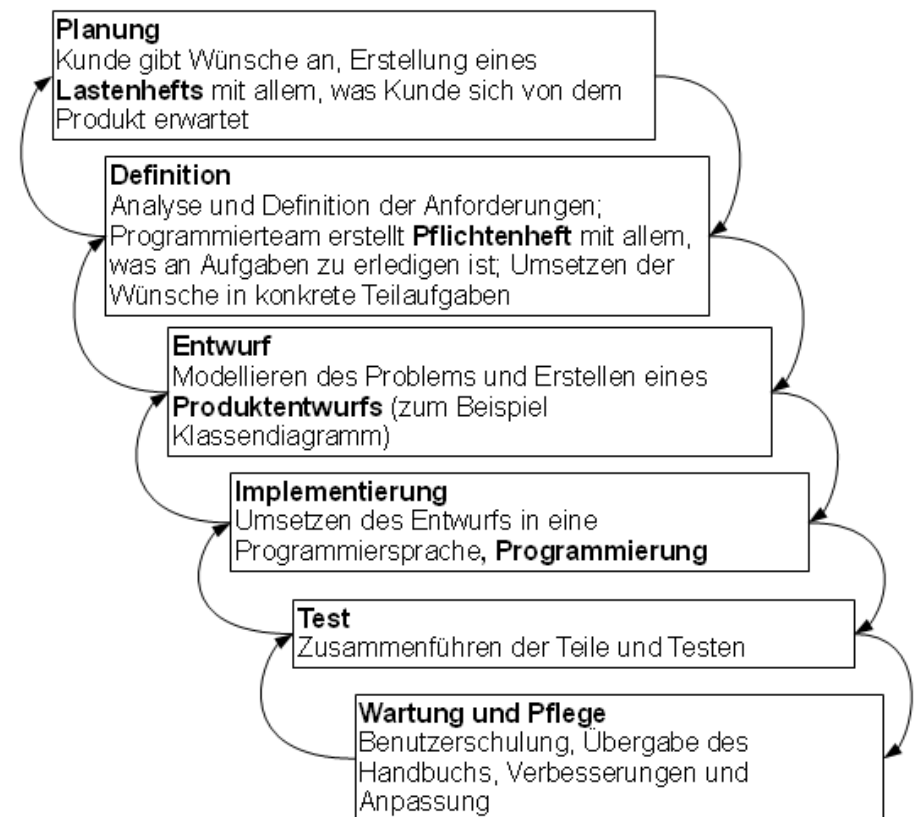 Planung
Kunde gibt Wünsche an, Erstellung eines
Lastenhefts mit allem, was Kunde sich von dem
Produkt erwartet
Definition
Analyse und Definition der Anforderungen;
Programmierteam erstellt Pflichtenheft mit allem,
was an Aufgaben zu erledigen ist; Umsetzen der
Wünsche in konkrete Teilaufgaben
Entwurf
Modellieren des Problems und Erstellen eines
Produktentwurfs (zum Beispiel
Klassendiagramm)
Implementierung
Umsetzen des Entwurfs in eine
Programmiersprache, Programmierung
Test
Zusammenführen der Teile und Testen
Wartung und Pflege
Benutzerschulung, Übergabe des
Handbuchs, Verbesserungen und
Anpassung